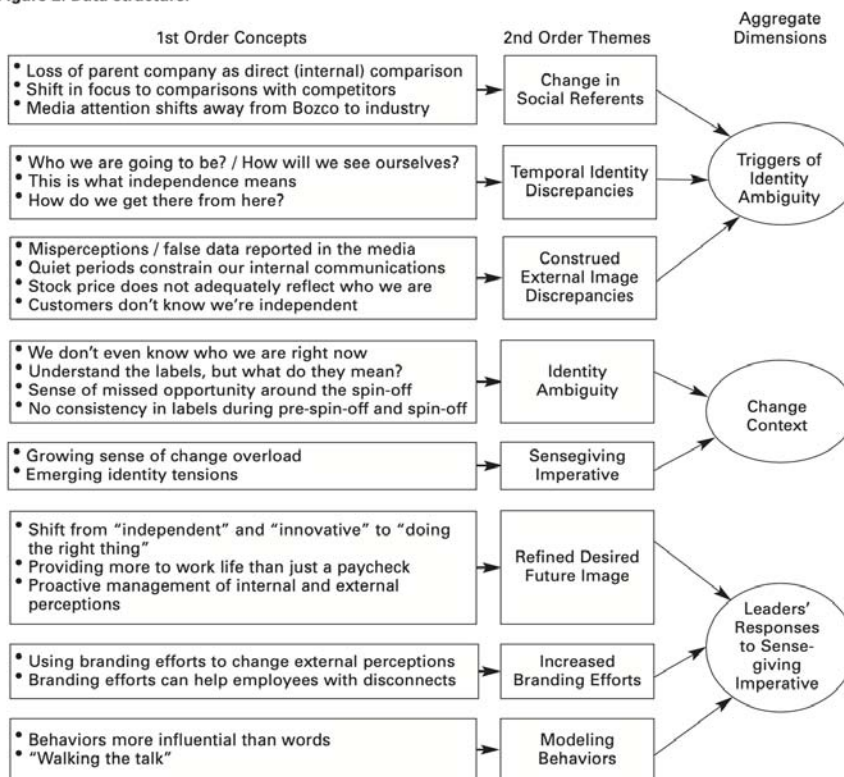 Figure 2. Data structure.
Aggregate
1st Order Concepts 2nd Order Themes Dimensions
• Loss of parent company as direct (internal) comparison
• Shift in focus to comparisons with competitors
• Media attention shifts away from Bozco to industry
Change in
Social Referents
• Who we are going to be? / How will we see ourselves?
• This is what independence means
• How do we get there from here?
Temporal Identity
Discrepancies
Triggers of
Identity
Ambiguity
• Misperceptions / false data reported in the media
• Quiet periods constrain our internal communications
• Stock price does not adequately reflect who we are
• Customers don't know we're independent
Construed
External Image
Discrepancies
• We don't even know who we are right now
• Understand the labels, but what do they mean?
• Sense of missed opportunity around the spin-off
• No consistency in labels during pre-spin-off and spin-off
Identity
Ambiguity
Change
Context
• Growing sense of change overload
• Emerging identity tensions
Sensegiving
Imperative
• Shift from "independent" and "innovative" to "doing
the right thing"
• Providing more to work life than just a paycheck
• Proactive management of internal and external
perceptions
Refined Desired
Future Image
Leaders'
Responses
to Sense-
giving
Imperative
• Using branding efforts to change external perceptions
• Branding efforts can help employees with disconnects
Increased
Branding Efforts
• Behaviors more influential than words
• "Walking the talk"
Modeling
Behaviors